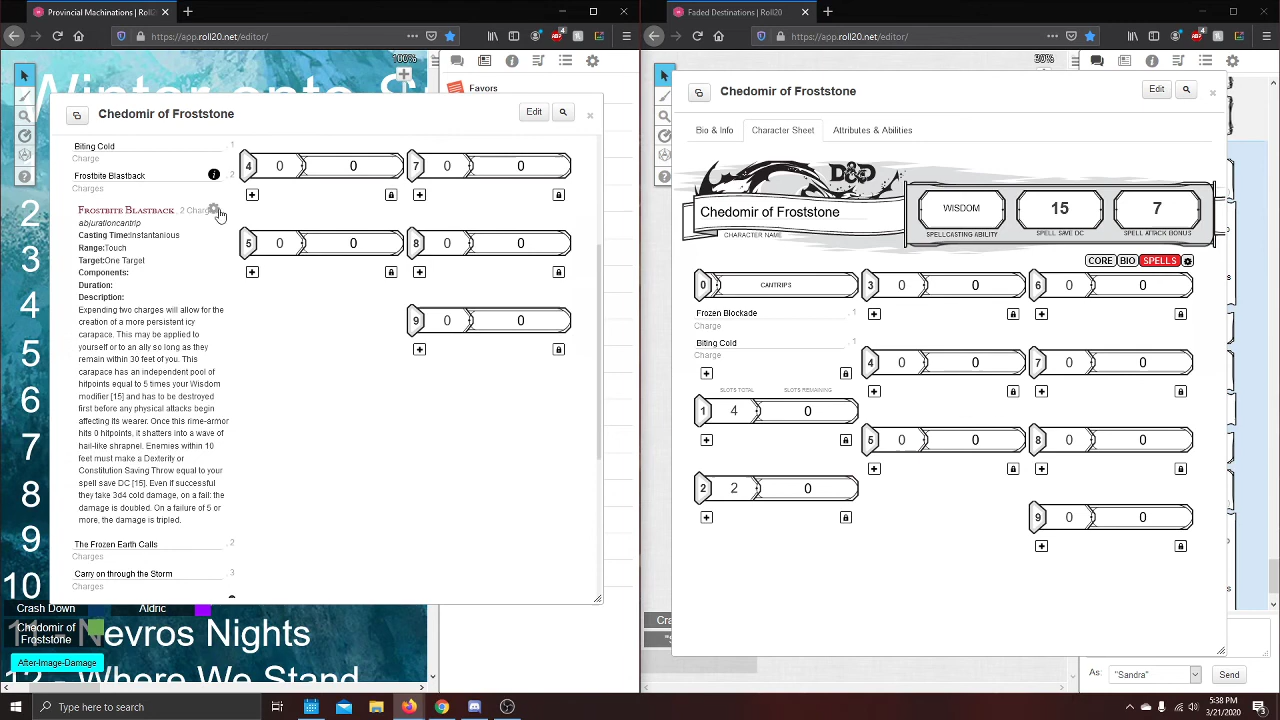 Provincial Machinations | Roll20
Faded Destinations | Roll20
https://app.roll20.net/editor/
https://app.roll20.net/editor/
100%
Favors
Winter onto S
Chedomir of Froststone
Edit
Biting Cold
1
Charge
Frostbite Blastback
2
Charges
Frostbite Blastback 2 Charges
abjurationcantrip
Casting Time:Instantanious
Range:Touch
Target:One Target
Components:
Duration:
Description:
Expending two charges will allow for the
creation of a more persistent icy
carapace. This may be applied to
yourself or to an ally so long as they
remain within 30 feet of you. This
carapace has an independent pool of
hitpoints equal to 5 times your Wisdom
modifier [15] and has to be destroyed
first before any physical attacks begin
affecting its wearer. Once this rime-armor
hits 0 hitpoints, it shatters into a wave of
hail-like shrapnel. Enemies within 10
feet must make a Dexterity or
Constitution Saving Throw equal to your
spell save DC [15]. Even if successful
they take 3d4 cold damage, on a fail: the
damage is doubled. On a failure of 5 or
more, the damage is tripled.
The Frozen Earth Calls
2
Charges
Carry on through the Storm
3
Charges
4 0 0
7 0 0
5 0 0
8 0 0
9 0 0
2
3
4
5
6
7
8
9
10
Crash Down
Aldric
Chedomir of
Froststone
After-Image-Damage
Nevros Nights
12 - Where We Stand
Chedomir of Froststone
Edit
Bio & Info
Character Sheet
Attributes & Abilities
D&D
Chedomir of Froststone
CHARACTER NAME
WISDOM
SPELLCASTING ABILITY
15
SPELL SAVE DC
7
SPELL ATTACK BONUS
CORE BIO SPELLS
0 CANTRIPS
3 0 0
6 0 0
Frozen Blockade
1
Charge
Biting Cold
1
Charge
4 0 0
7 0 0
SLOTS TOTAL
SLOTS REMAINING
1 4 0
5 0 0
8 0 0
2 2 0
9 0 0
As:
"Sandra"
Send
Type here to search
5:38 PM
3/21/2020